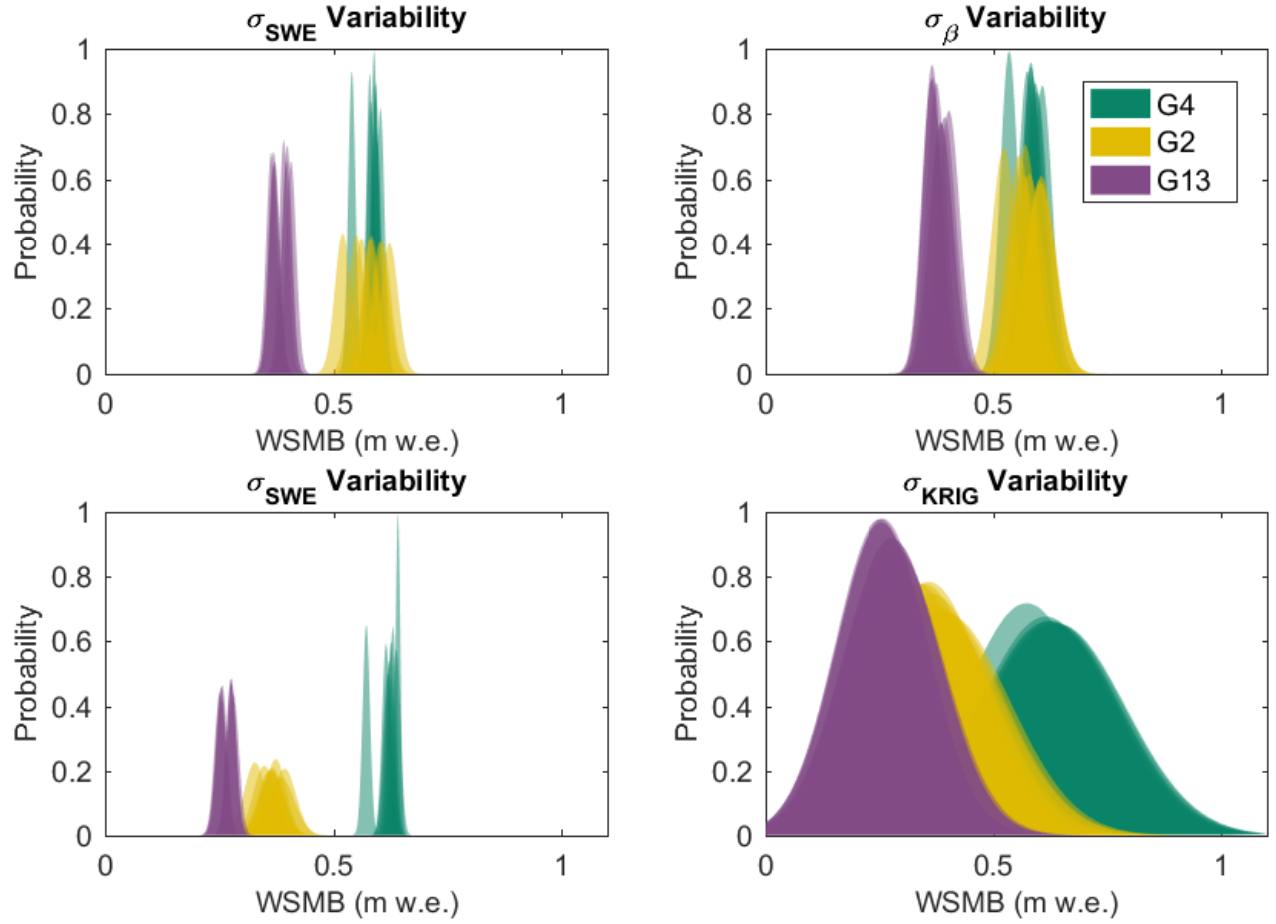 σSWE Variability
σβ Variability
1
0.8
0.6
0.4
0.2
0
Probability
0
0.5
1
WSMB (m w.e.)
1
0.8
0.6
0.4
0.2
0
Probability
0
0.5
1
WSMB (m w.e.)
G4
G2
G13
σSWE Variability
σKRIG Variability
1
0.8
0.6
0.4
0.2
0
Probability
0
0.5
1
WSMB (m w.e.)
1
0.8
0.6
0.4
0.2
0
Probability
0
0.5
1
WSMB (m w.e.)